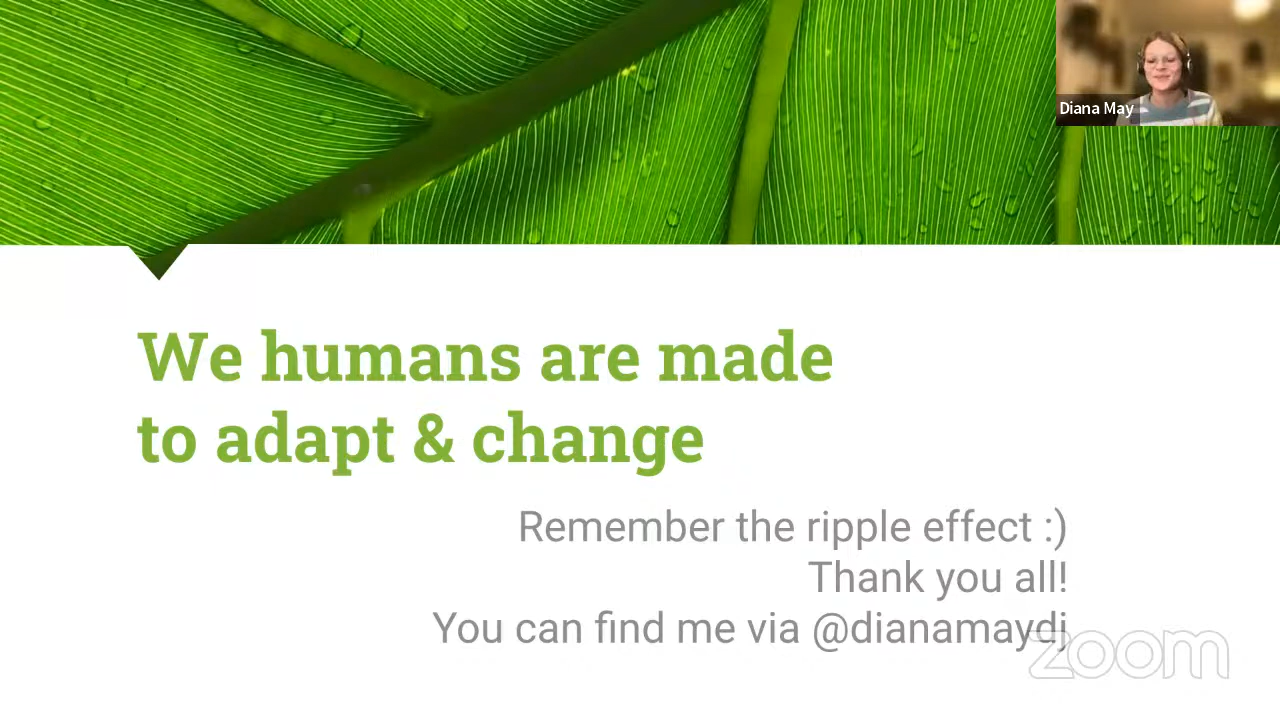 Diana May
We humans are made
to adapt & change
Remember the ripple effect :)
Thank you all!
You can find me via @dianamaydj
zoom